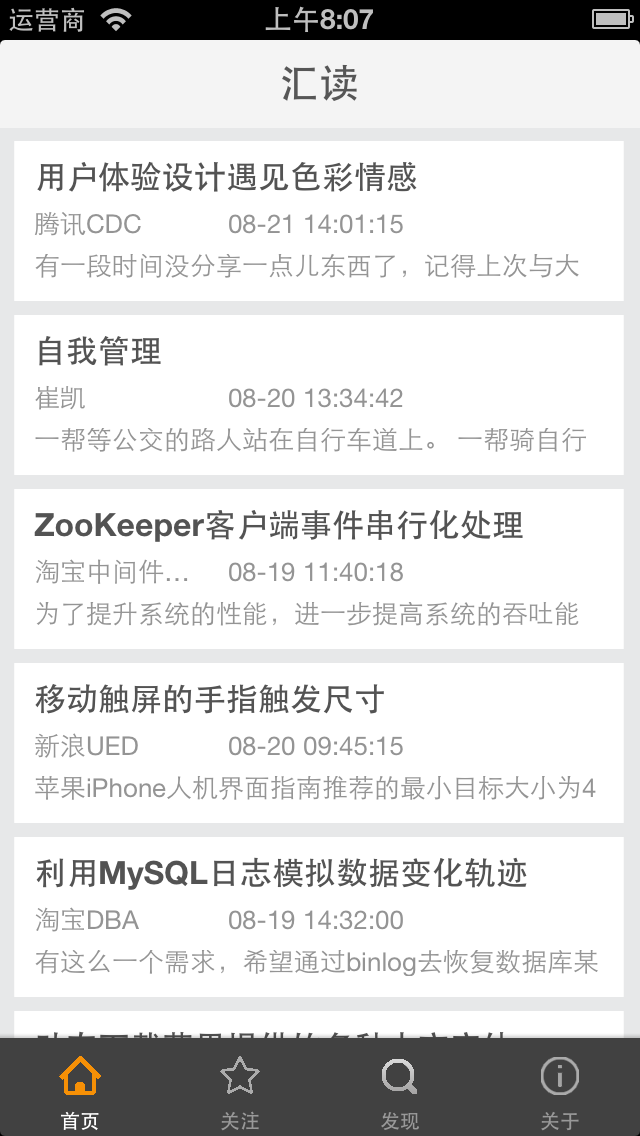 运营商 上午8:07
汇读
用户体验设计遇见色彩情感
腾讯CDC 08-21 14:01:15
有一段时间没分享一点儿东西了，记得上次与大
自我管理
崔凯 08-20 13:34:42
一帮等公交的路人站在自行车道上。 一帮骑自行
ZooKeeper客户端事件串行化处理
淘宝中间件... 08-19 11:40:18
为了提升系统的性能，进一步提高系统的吞吐能
移动触屏的手指触发尺寸
新浪UED 08-20 09:45:15
苹果iPhone人机界面指南推荐的最小目标大小为4
利用MySQL日志模拟数据变化轨迹
淘宝DBA 08-19 14:32:00
有这么一个需求，希望通过binlog去恢复数据库某
首页 关注 发现 关于